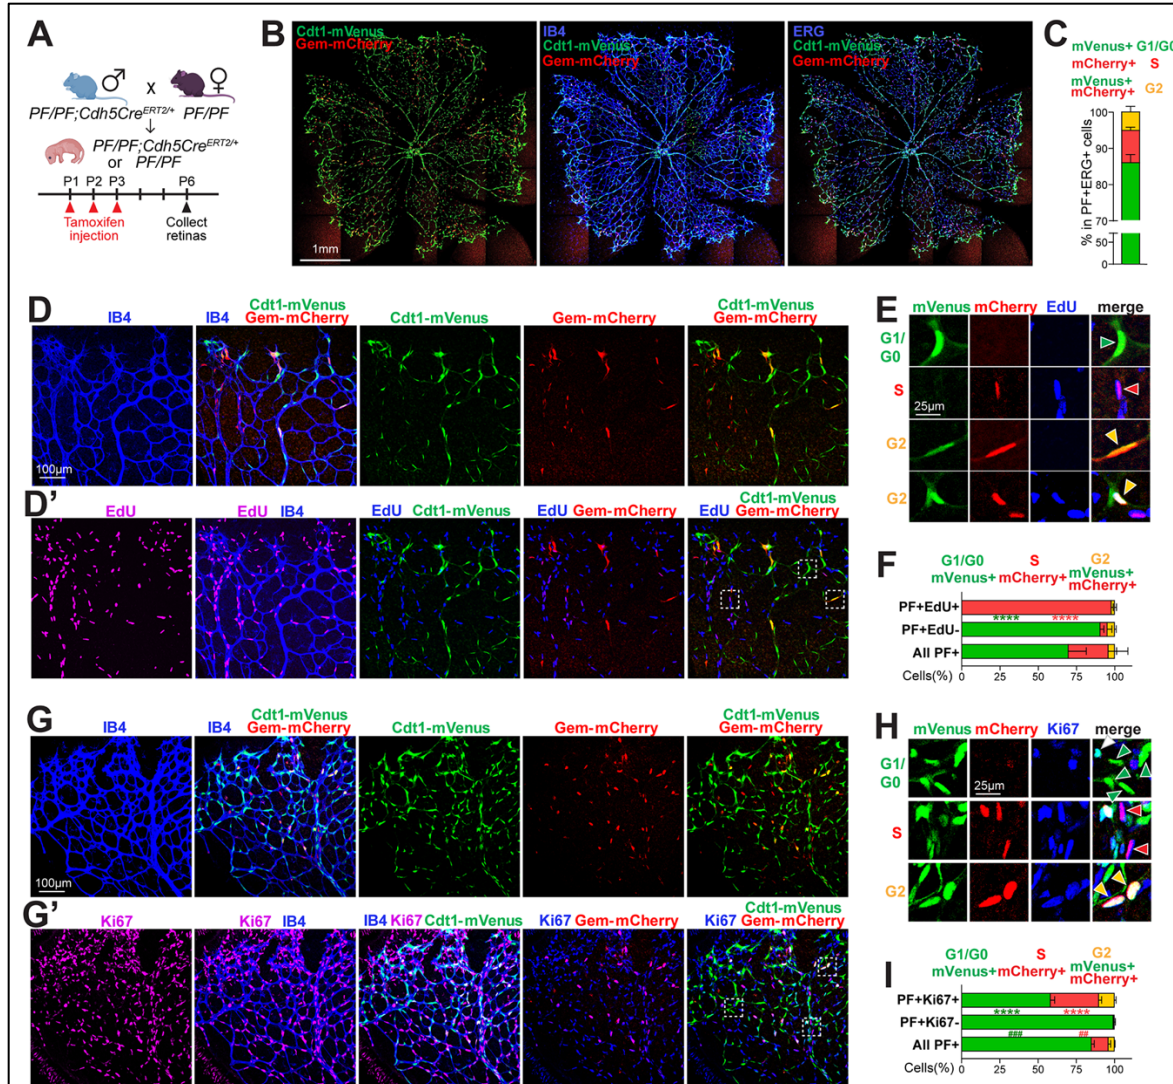 A
♂ x ♀
PF/PF;Cdh5Cre^ERT2/+ PF/PF
PF/PF;Cdh5Cre^ERT2/+
or PF/PF
P1 P2 P3 P6
Tamoxifen Collect
injection retinas
B
Cdt1-mVenus
Gem-mCherry
1mm
IB4
Cdt1-mVenus
Gem-mCherry
ERG
Cdt1-mVenus
Gem-mCherry
C
mVenus+ G1/G0
mCherry+ S
mVenus+
mCherry+ G2
% in PF+ERG+ cells
100
90
80
70
50
0
D
IB4
100µm
IB4 Cdt1-mVenus
Gem-mCherry
Cdt1-mVenus
Gem-mCherry
Cdt1-mVenus
Gem-mCherry
D'
EdU
EdU IB4
EdU Cdt1-mVenus
EdU Gem-mCherry
Cdt1-mVenus
EdU Gem-mCherry
E
mVenus mCherry EdU merge
G1/
G0
S
25µm
G2
G2
F
G1/G0 S G2
mVenus+ mCherry+ mVenus+
mCherry+
PF+EdU+
**** ****
PF+EdU-
All PF+
Cells(%) 0 25 50 75 100
G
IB4
100µm
IB4 Cdt1-mVenus
Gem-mCherry
Cdt1-mVenus
Gem-mCherry
Cdt1-mVenus
Gem-mCherry
G'
Ki67
Ki67 IB4
IB4 Ki67 Cdt1-mVenus
Ki67 Gem-mCherry
Cdt1-mVenus
Ki67 Gem-mCherry
H
mVenus mCherry Ki67 merge
G1/
G0
25µm
S
G2
I
G1/G0 S G2
mVenus+ mCherry+ mVenus+
mCherry+
PF+Ki67+
**** ****
PF+Ki67-
### ##
All PF+
Cells(%) 0 25 50 75 100